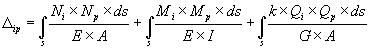 Δ_ip = ∫_s (N_i × N_p × ds)/(E × A) + ∫_s (M_i × M_p × ds)/(E × I) + ∫_s (k × Q_i × Q_p × ds)/(G × A)